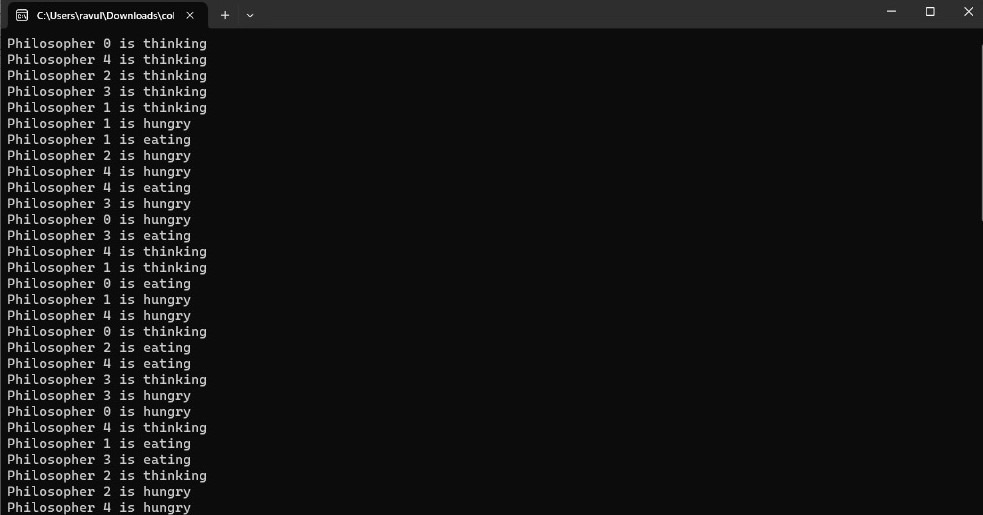 C:\Users\ravul\Downloads\col
Philosopher 0 is thinking
Philosopher 4 is thinking
Philosopher 2 is thinking
Philosopher 3 is thinking
Philosopher 1 is thinking
Philosopher 1 is hungry
Philosopher 1 is eating
Philosopher 2 is hungry
Philosopher 4 is hungry
Philosopher 4 is eating
Philosopher 3 is hungry
Philosopher 0 is hungry
Philosopher 3 is eating
Philosopher 4 is thinking
Philosopher 1 is thinking
Philosopher 0 is eating
Philosopher 1 is hungry
Philosopher 4 is hungry
Philosopher 0 is thinking
Philosopher 2 is eating
Philosopher 4 is eating
Philosopher 3 is thinking
Philosopher 3 is hungry
Philosopher 0 is hungry
Philosopher 4 is thinking
Philosopher 1 is eating
Philosopher 3 is eating
Philosopher 2 is thinking
Philosopher 2 is hungry
Philosopher 4 is hungry